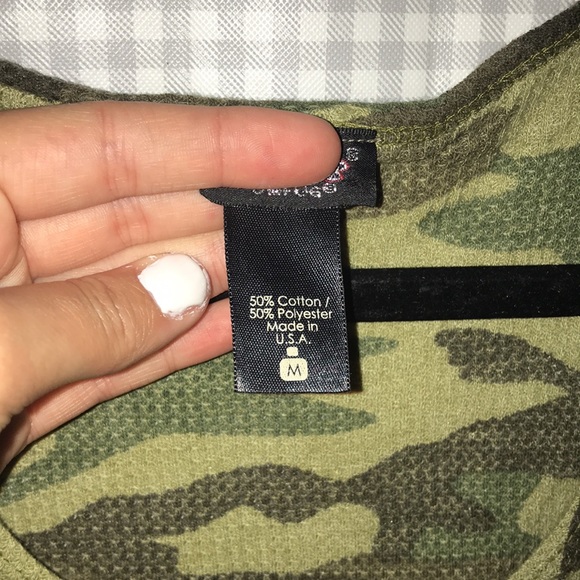 50% Cotton /
50% Polyester
Made in
U.S.A.
M